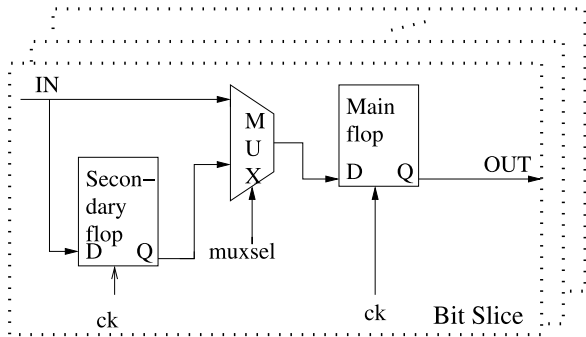 IN
M
U
X
Main
flop
D Q
OUT
Secon-
dary
flop
D Q
muxsel
ck
ck
Bit Slice